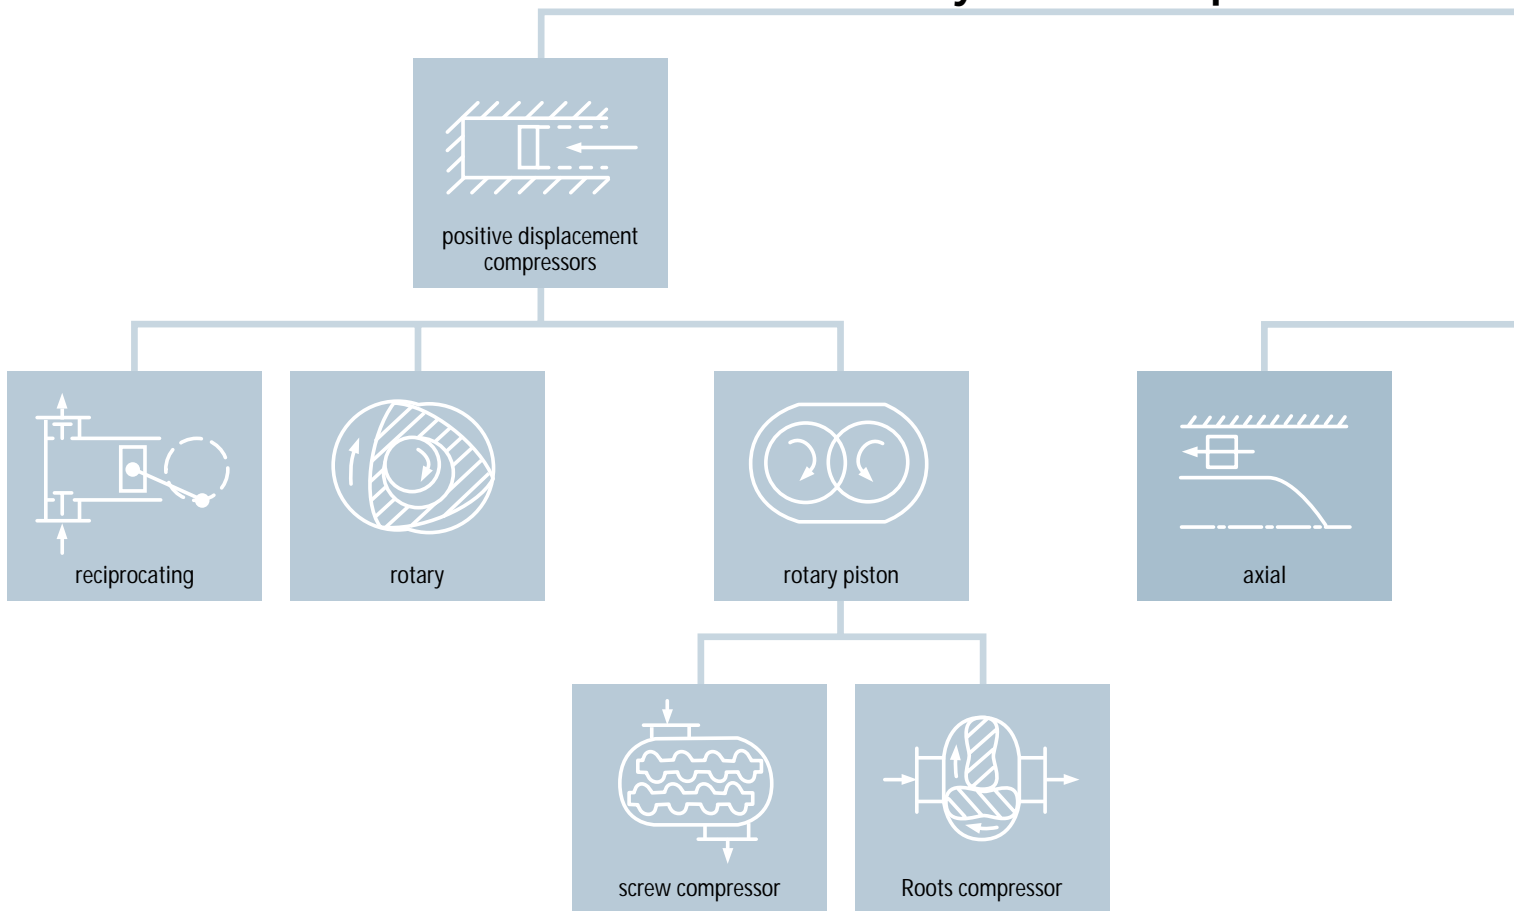 positive displacement
compressors
reciprocating
rotary
rotary piston
axial
screw compressor
Roots compressor